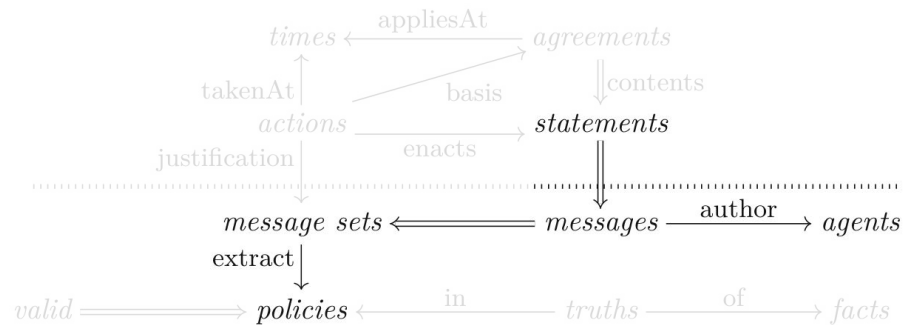 appliesAt
times agreements
takenAt basis contents
actions statements
enacts
justification
author
message sets messages agents
extract
in of
valid policies truths facts